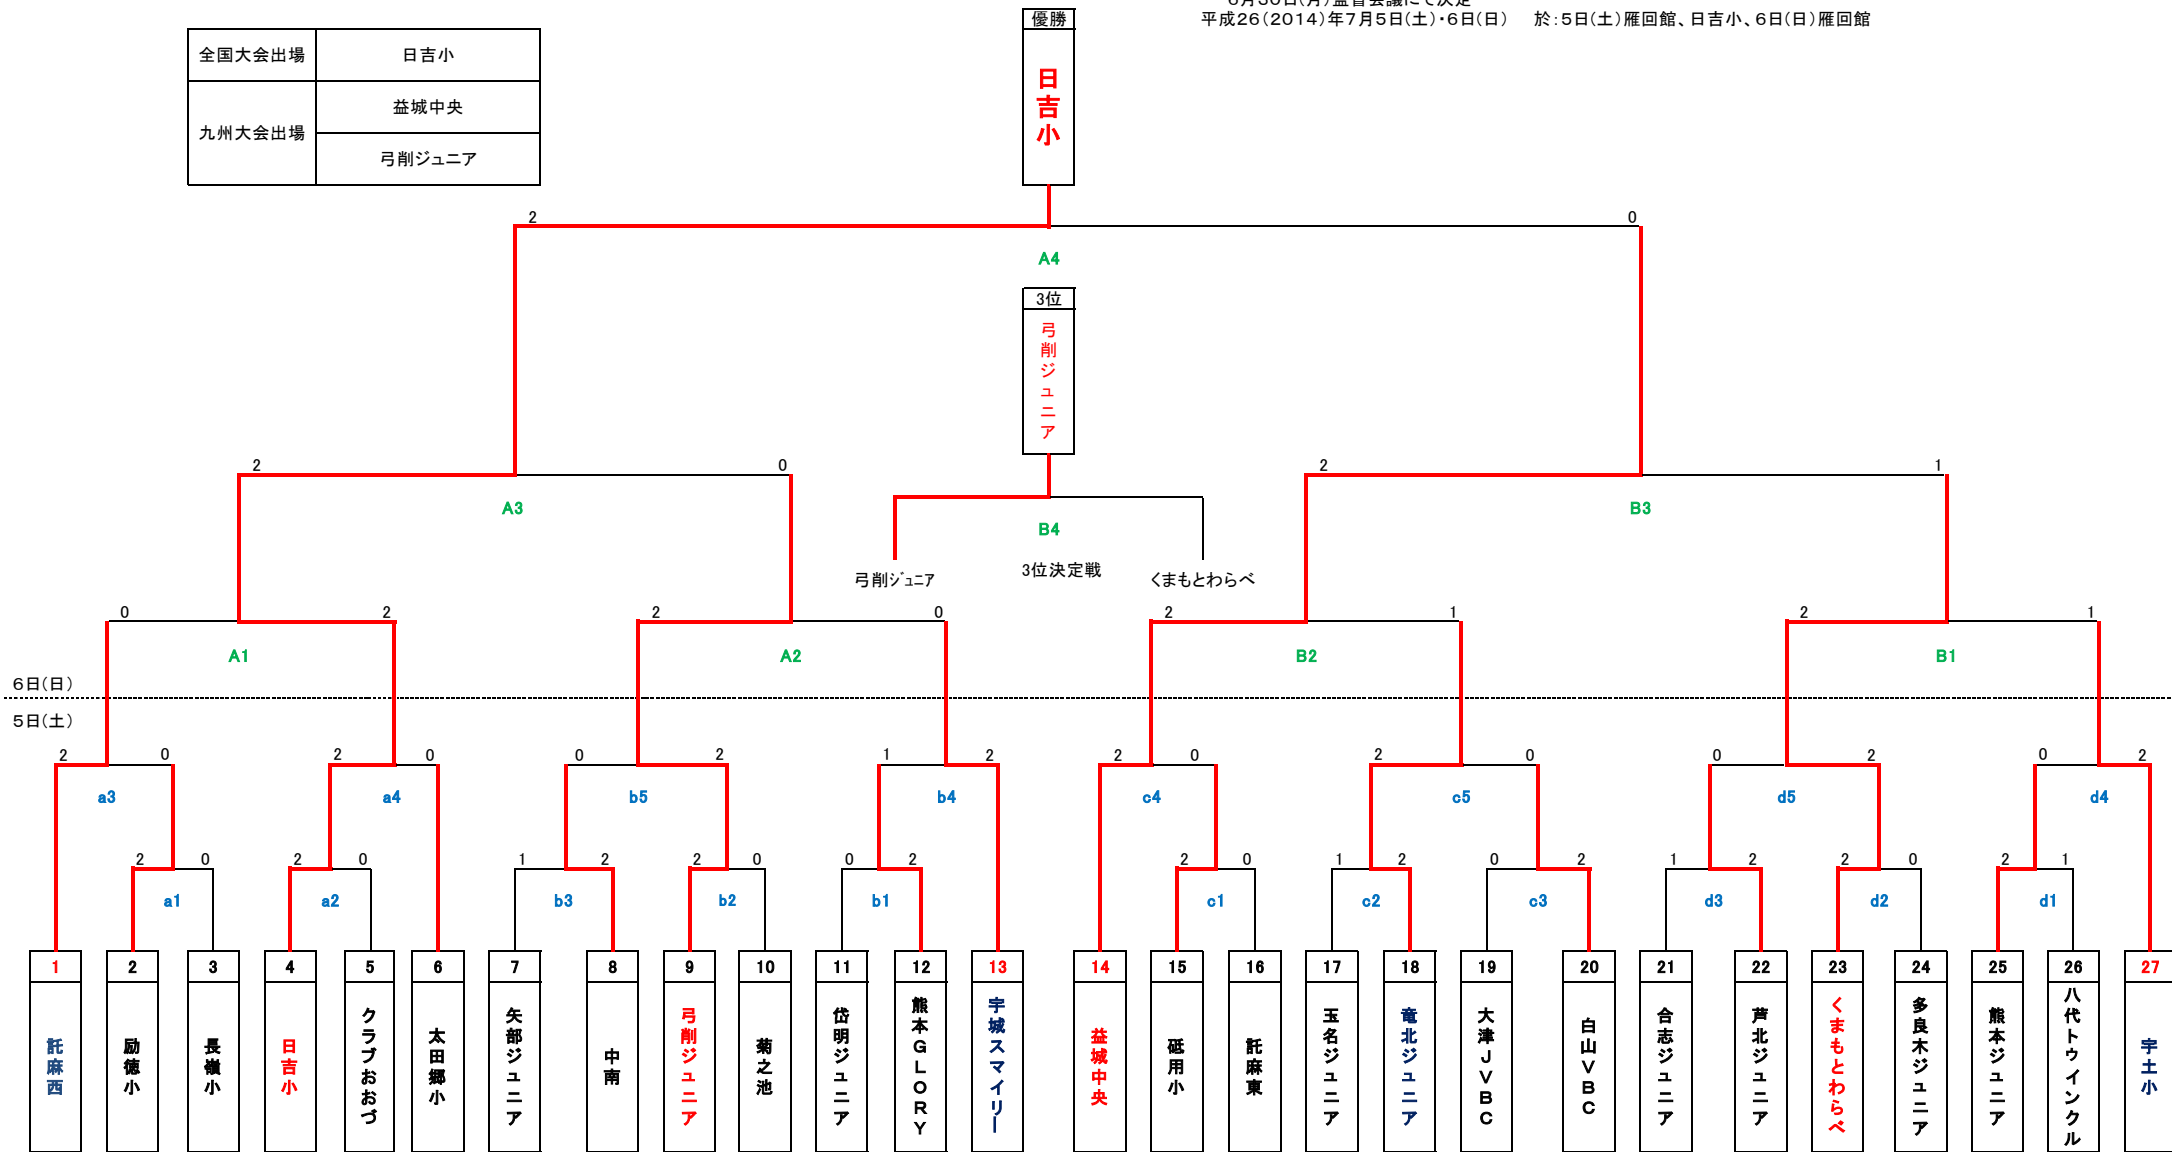 6月30日(月)監督会議にて決定
平成26(2014)年7月5日(土)・6日(日)　於:5日(土)雁回館、日吉小、6日(日)雁回館
優勝
日吉小
全国大会出場 日吉小
九州大会出場
益城中央
弓削ジュニア
2 0
A4
3位
弓削ジュニア
2 0 2 1
A3 B3
B4
弓削ジュニア 3位決定戦 くまもとわらべ
0 2 2 0 2 1 2 1
A1 A2 B2 B1
6日(日)
5日(土)
2 0 2 0 0 2 1 2 2 0 2 0 0 2 0 2
a3 a4 b5 b4 c4 c5 d5 d4
2 0 2 0 1 2 2 0 0 2 2 0 1 2 0 2 1 2 2 0 2 1
a1 a2 b3 b2 b1 c1 c2 c3 d3 d2 d1
1 2 3 4 5 6 7 8 9 10 11 12 13 14 15 16 17 18 19 20 21 22 23 24 25 26 27
託麻西
励徳小
長嶺小
日吉小
クラブおおづ
太田郷小
矢部ジュニア
中南
弓削ジュニア
菊之池
岱明ジュニア
熊本GLORY
宇城スマイリー
益城中央
砥用小
託麻東
玉名ジュニア
竜北ジュニア
大津JVBC
白山VBC
合志ジュニア
芦北ジュニア
くまもとわらべ
多良木ジュニア
熊本ジュニア
八代トゥインクル
宇土小